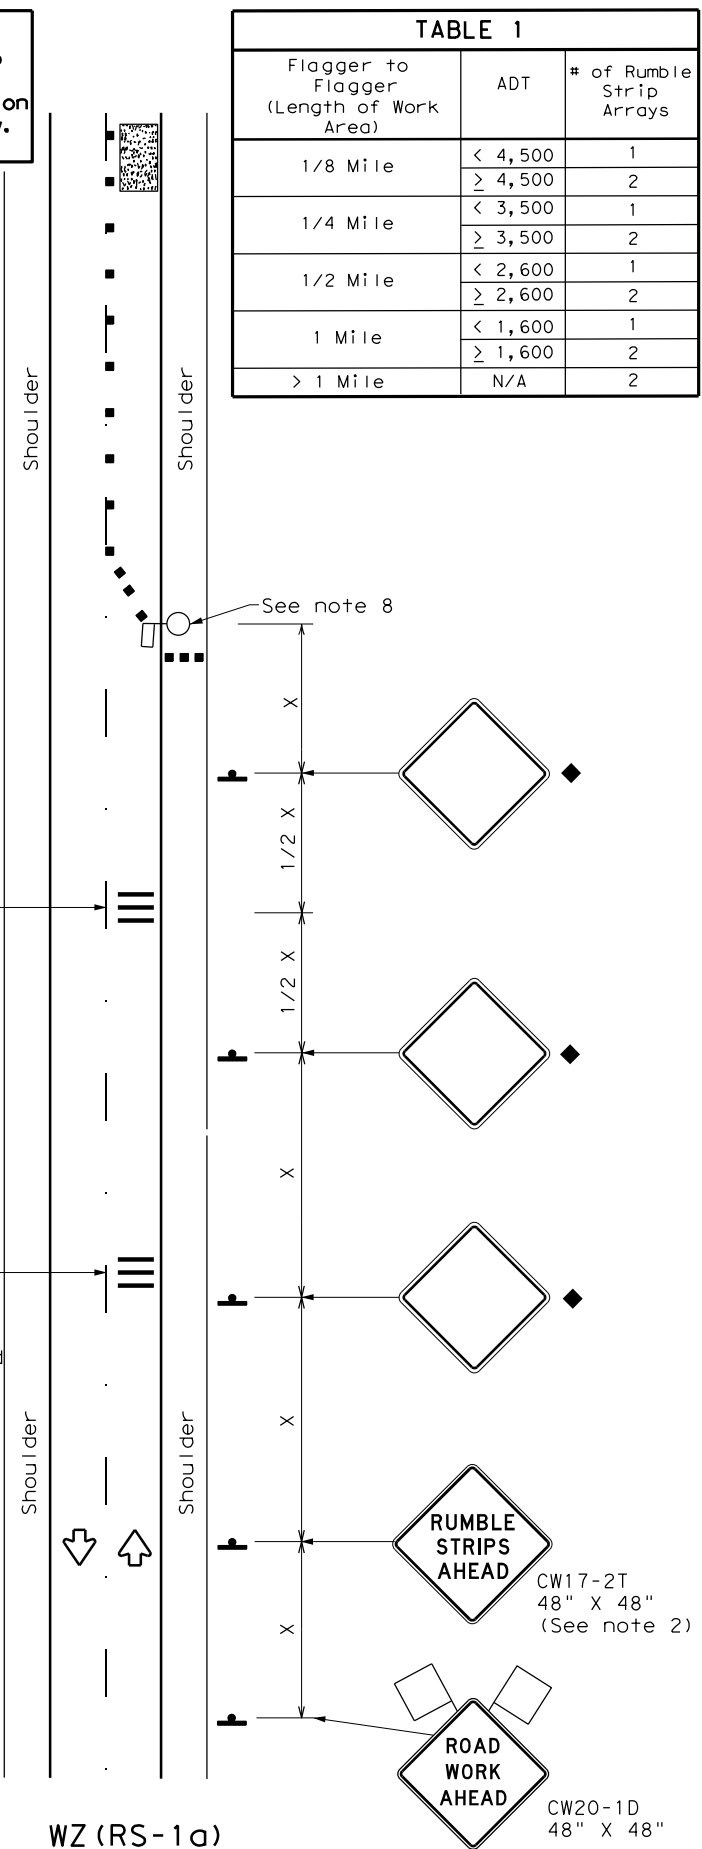 on
TABLE 1
Flagger to
Flagger
(Length of Work
Area)
ADT
# of Rumble
Strip
Arrays
1/8 Mile
< 4,500
1
≥ 4,500
2
1/4 Mile
< 3,500
1
≥ 3,500
2
1/2 Mile
< 2,600
1
≥ 2,600
2
1 Mile
< 1,600
1
≥ 1,600
2
> 1 Mile
N/A
2
Shoulder
Shoulder
See note 8
X
1/2 X
1/2 X
X
X
X
Shoulder
Shoulder
RUMBLE
STRIPS
AHEAD
CW17-2T
48" X 48"
(See note 2)
ROAD
WORK
AHEAD
CW20-1D
48" X 48"
WZ(RS-1a)